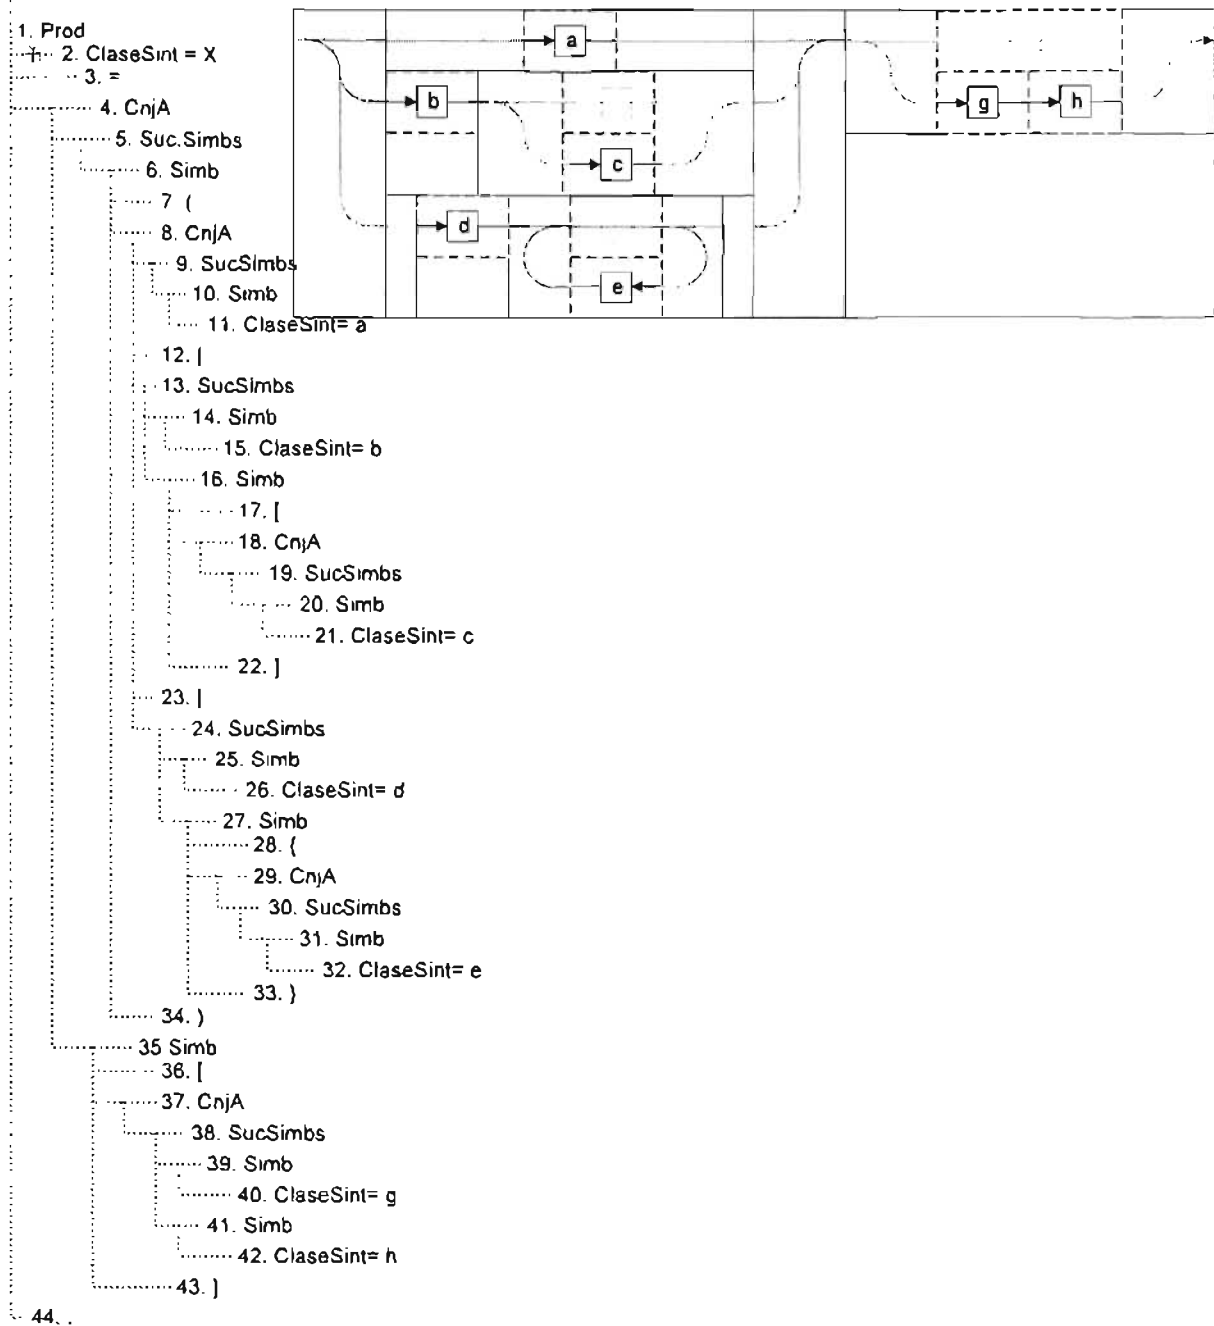 1. Prod
2. ClaseSint = X
3. =
4. CnjA
5. Suc.Simbs
6. Simb
7 (
8. CnjA
9. SucSimbs
10. Simb
11. ClaseSint= a
12. |
13. SucSimbs
14. Simb
15. ClaseSint= b
16. Simb
17. [
18. CnjA
19. SucSimbs
20. Simb
21. ClaseSint= c
22. ]
23. |
24. SucSimbs
25. Simb
26. ClaseSint= d
27. Simb
28. {
29. CnjA
30. SucSimbs
31. Simb
32. ClaseSint= e
33. }
34. )
35 Simb
36. [
37. CnjA
38. SucSimbs
39. Simb
40. ClaseSint= g
41. Simb
42. ClaseSint= h
43. ]
44. .
a
b
c
d
e
g h